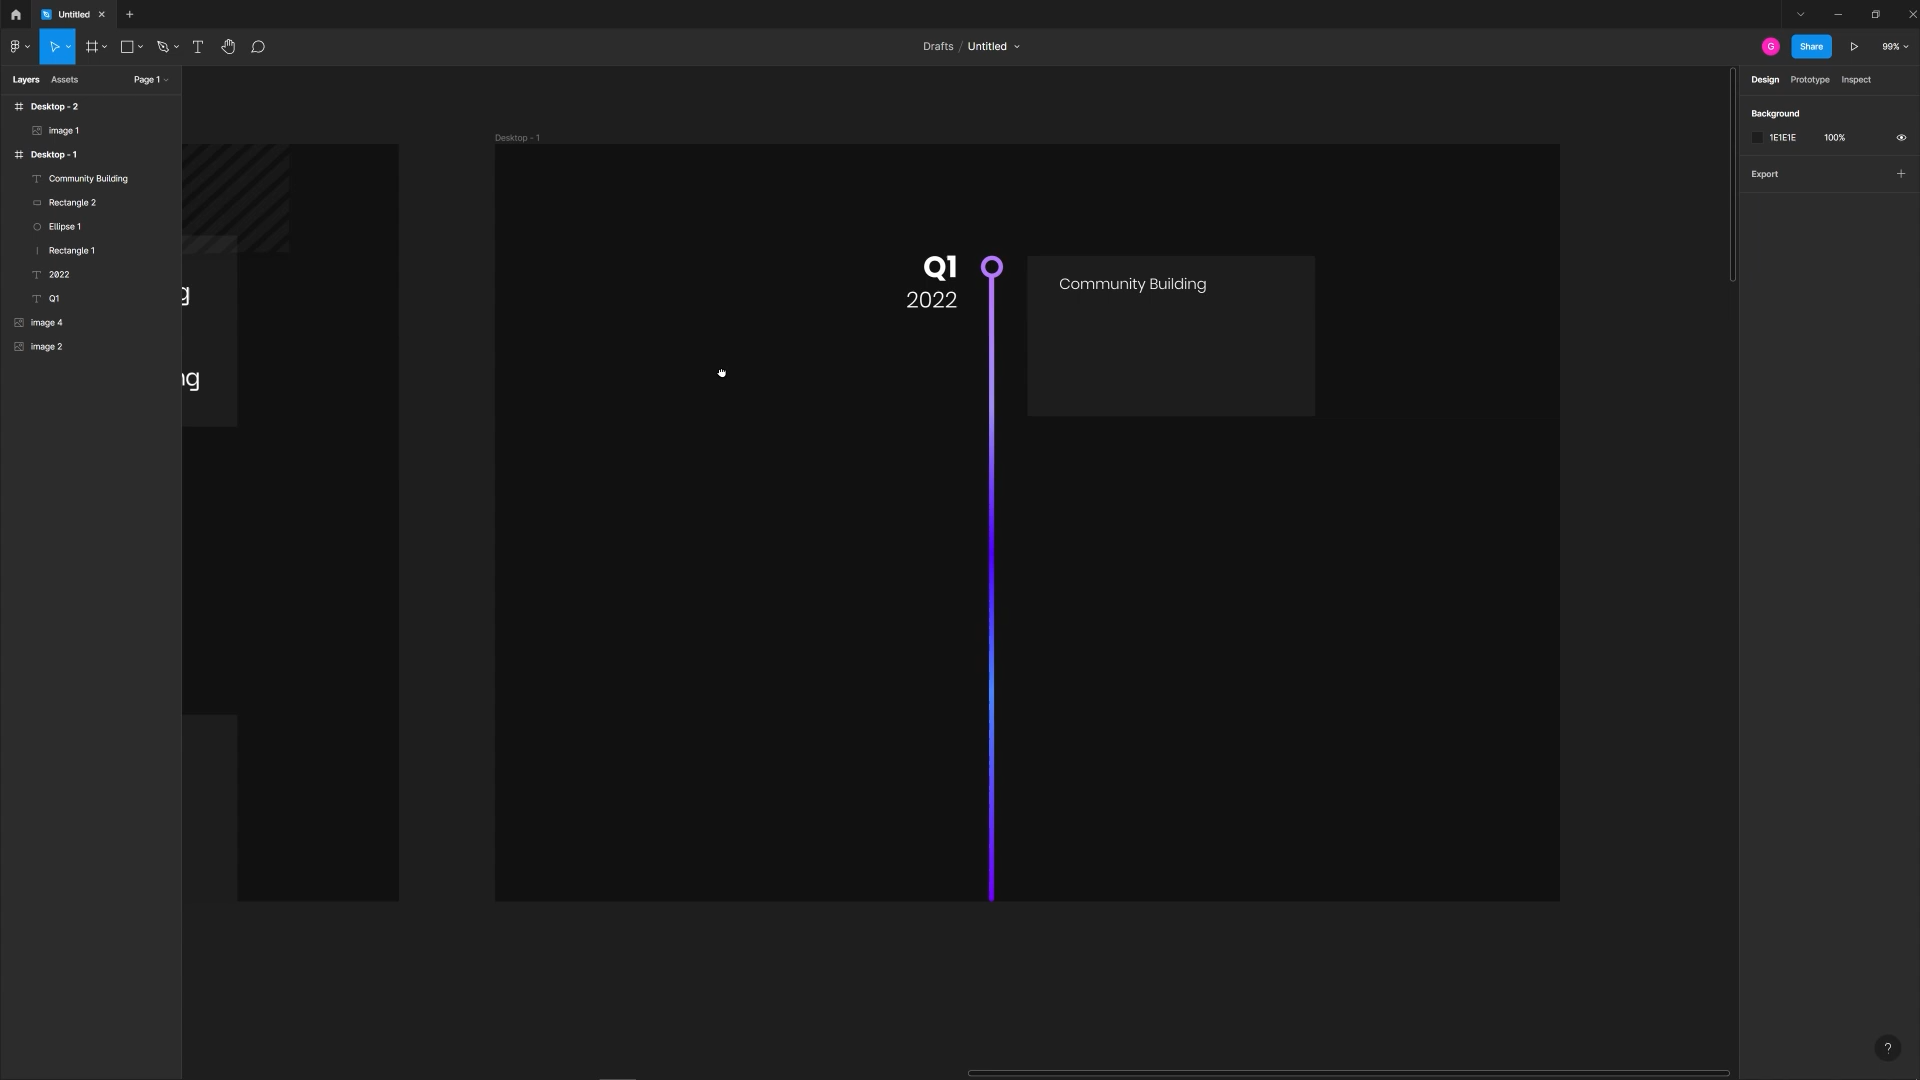 Untitled
Drafts / Untitled
G
Share
99%
Layers
Assets
Page 1
Design
Prototype
Inspect
Desktop - 2
image 1
Desktop - 1
Community Building
Rectangle 2
Ellipse 1
Rectangle 1
2022
Q1
image 4
image 2
Background
1E1E1E
100%
Export
Desktop - 1
Q1
2022
Community Building
g
ng
?